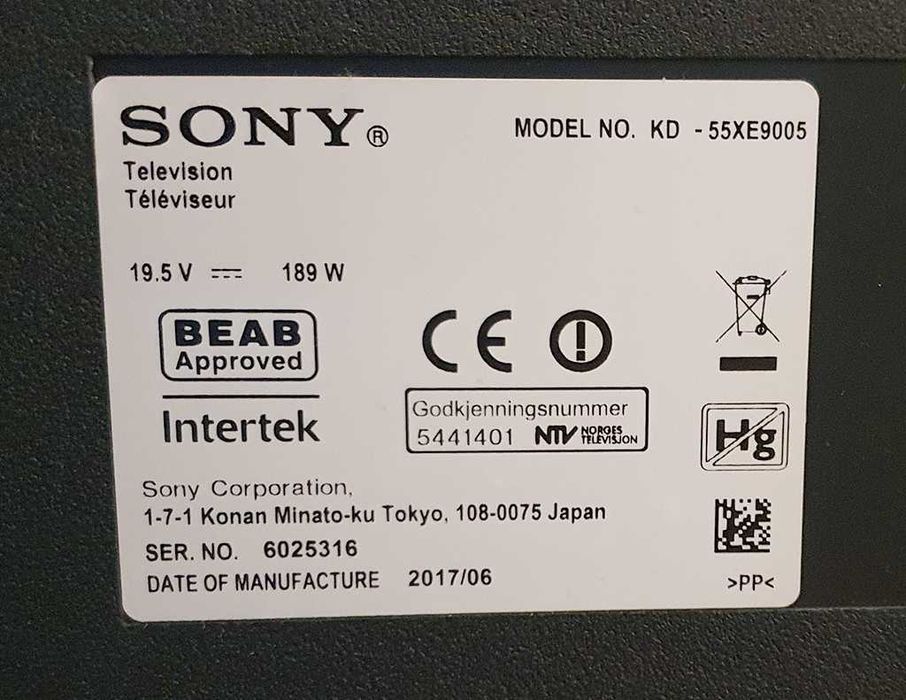 SONY®
MODEL NO. KD - 55XE9005
Television
Téléviseur
19.5 V ⎓ 189 W
BEAB
Approved
CE
Intertek
Godkjenningsnummer
5441401 NTV NORGES TELEVISJON
Hg
Sony Corporation,
1-7-1 Konan Minato-ku Tokyo, 108-0075 Japan
SER. NO. 6025316
DATE OF MANUFACTURE 2017/06
>PP<